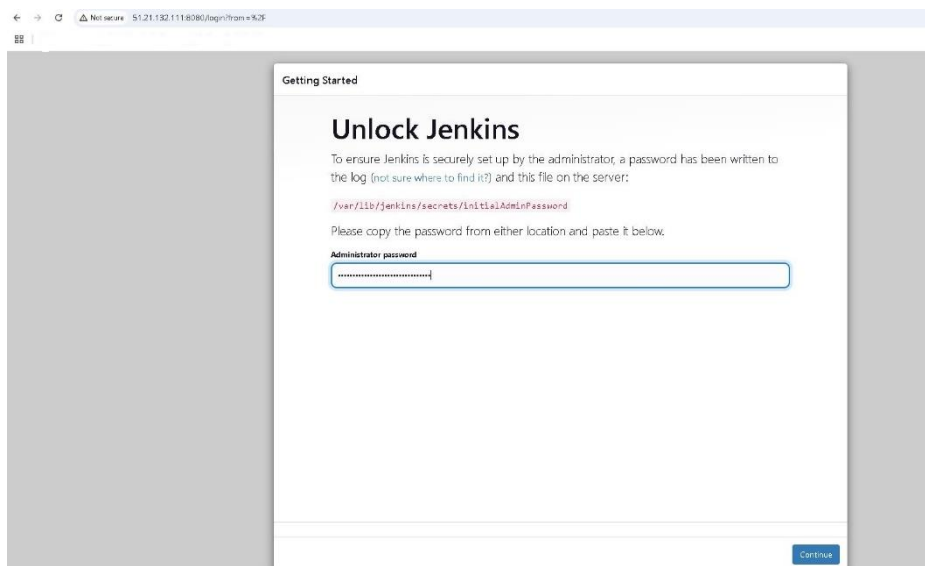 Not secure 51.21.132.111:8080/login?from=%2F
Getting Started
Unlock Jenkins
To ensure Jenkins is securely set up by the administrator, a password has been written to
the log (not sure where to find it?) and this file on the server:
/var/lib/jenkins/secrets/initialAdminPassword
Please copy the password from either location and paste it below.
Administrator password
Continue